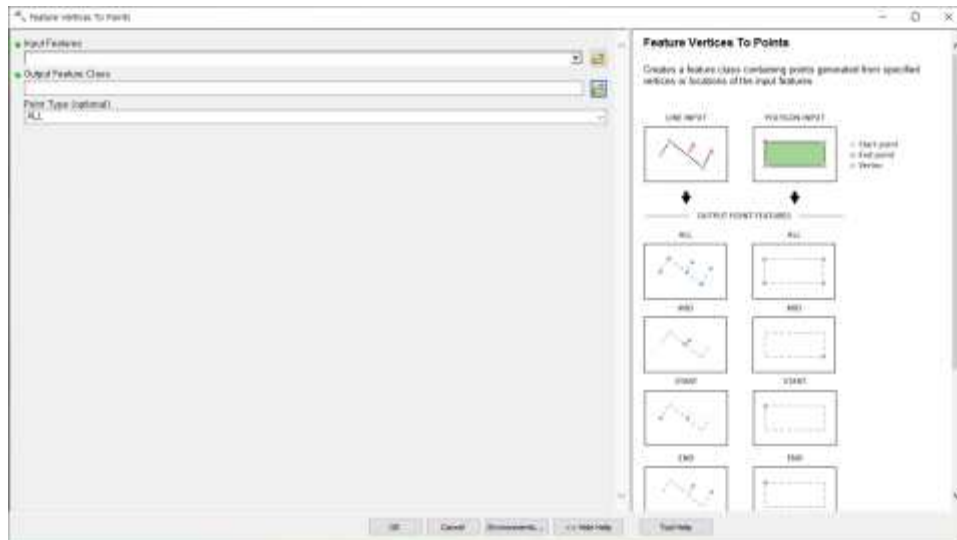 Feature Vertices To Points
Input Features
Output Feature Class
Point Type (optional)
ALL
OK
Cancel
Environments...
<< Hide Help
Tool Help
Feature Vertices To Points
Creates a feature class containing points generated from specified
vertices or locations of the input features.
LINE INPUT
POLYGON INPUT
Start point
End point
Vertex
OUTPUT POINT FEATURES
ALL
ALL
MID
MID
START
START
END
END